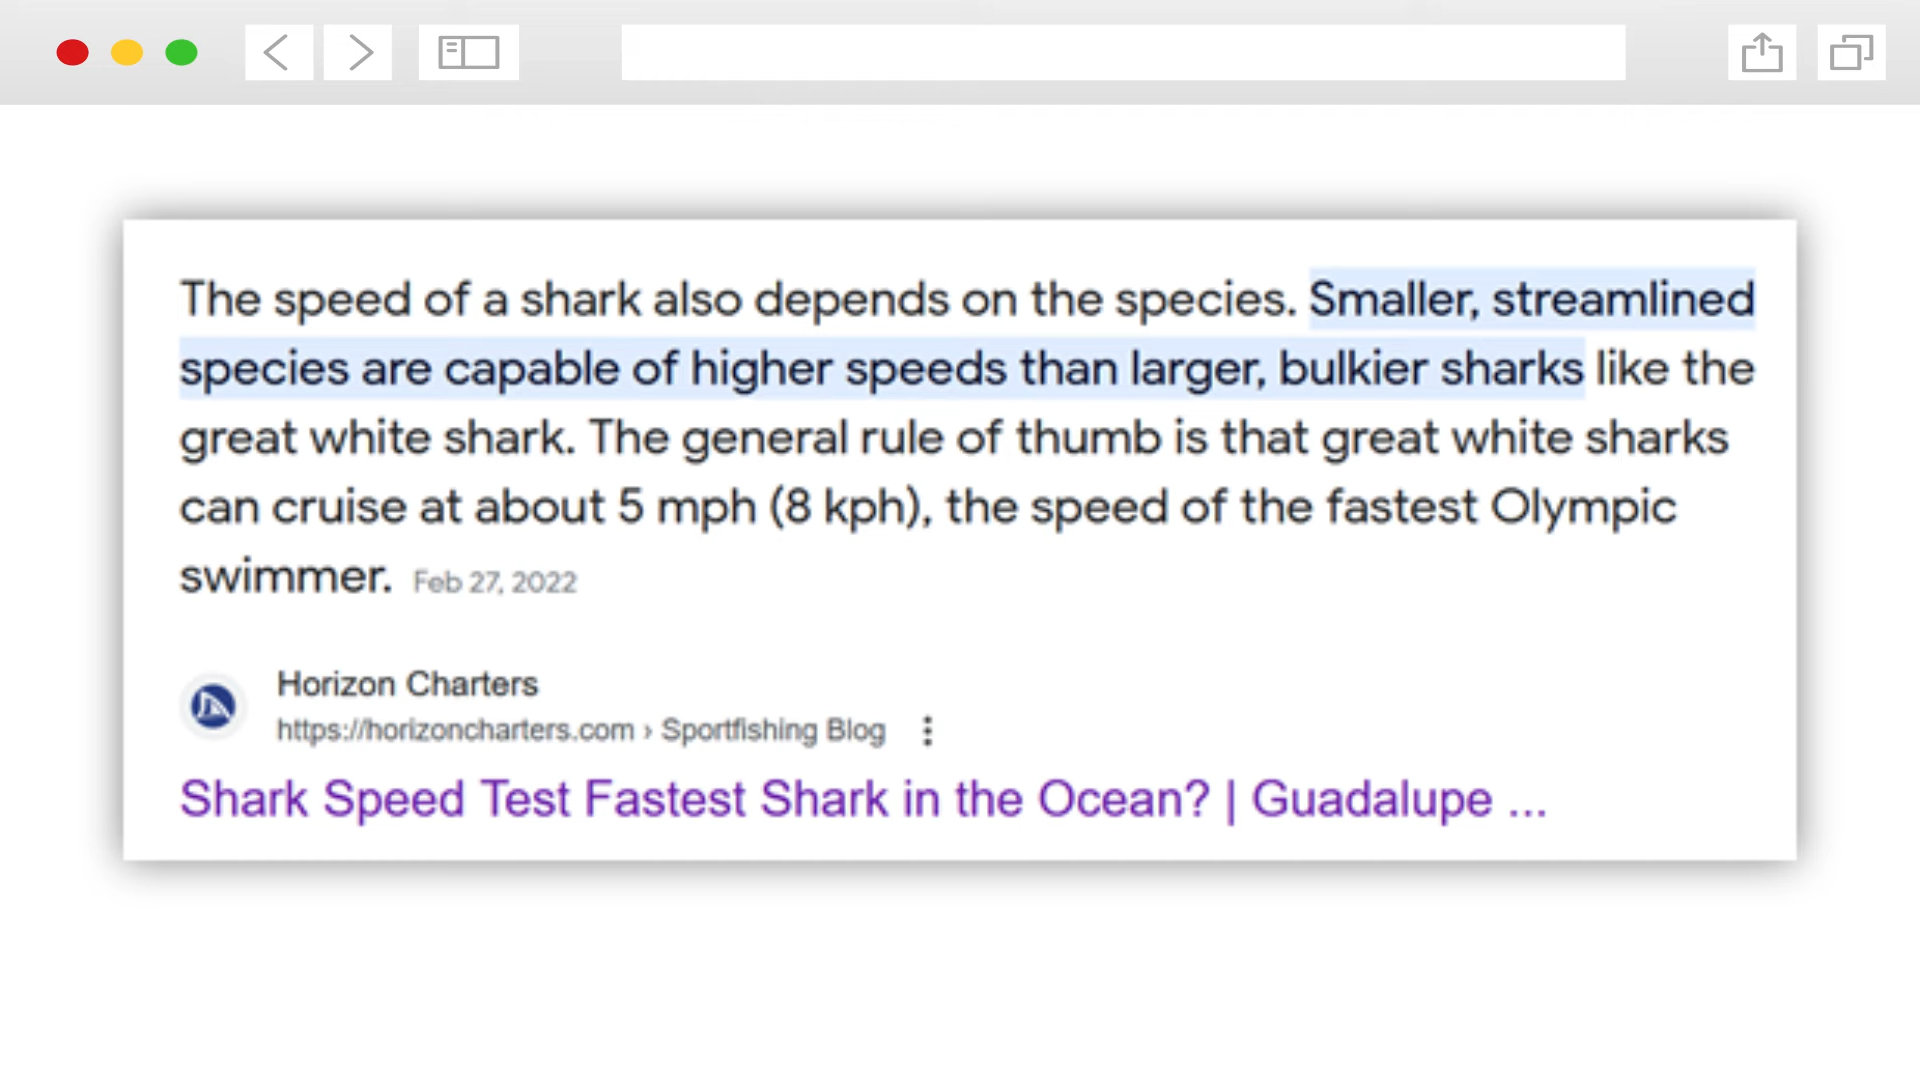 The speed of a shark also depends on the species. Smaller, streamlined
species are capable of higher speeds than larger, bulkier sharks like the
great white shark. The general rule of thumb is that great white sharks
can cruise at about 5 mph (8 kph), the speed of the fastest Olympic
swimmer. Feb 27, 2022
Horizon Charters
https://horizoncharters.com › Sportfishing Blog
Shark Speed Test Fastest Shark in the Ocean? | Guadalupe ...